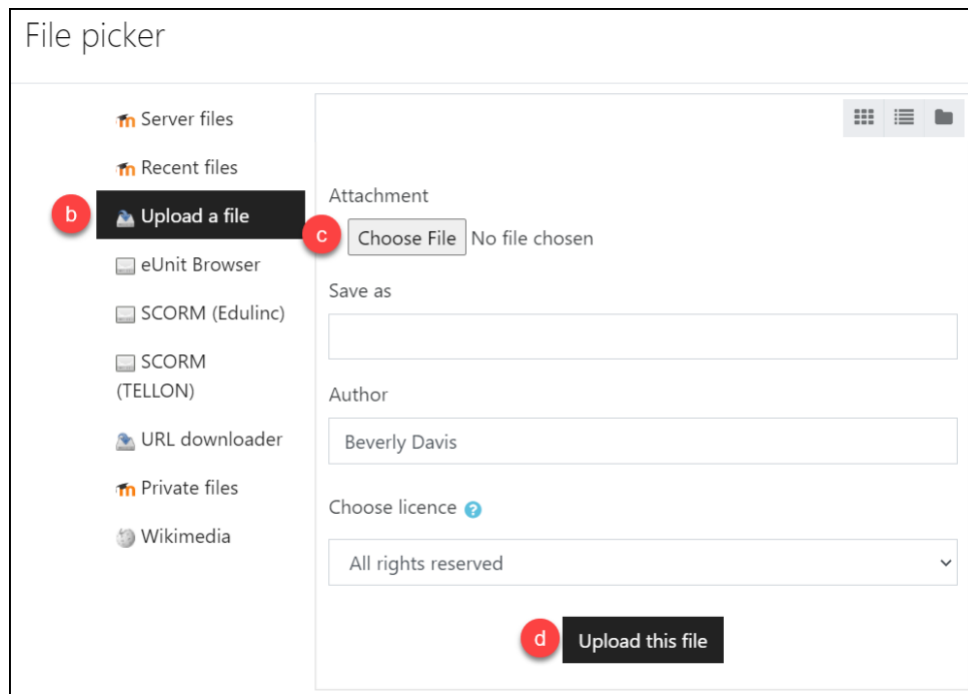 File picker
Server files
Recent files
b
Upload a file
eUnit Browser
SCORM (Edulinc)
SCORM
(TELLON)
URL downloader
Private files
Wikimedia
Attachment
c
Choose File No file chosen
Save as
Author
Beverly Davis
Choose licence ?
All rights reserved
d
Upload this file